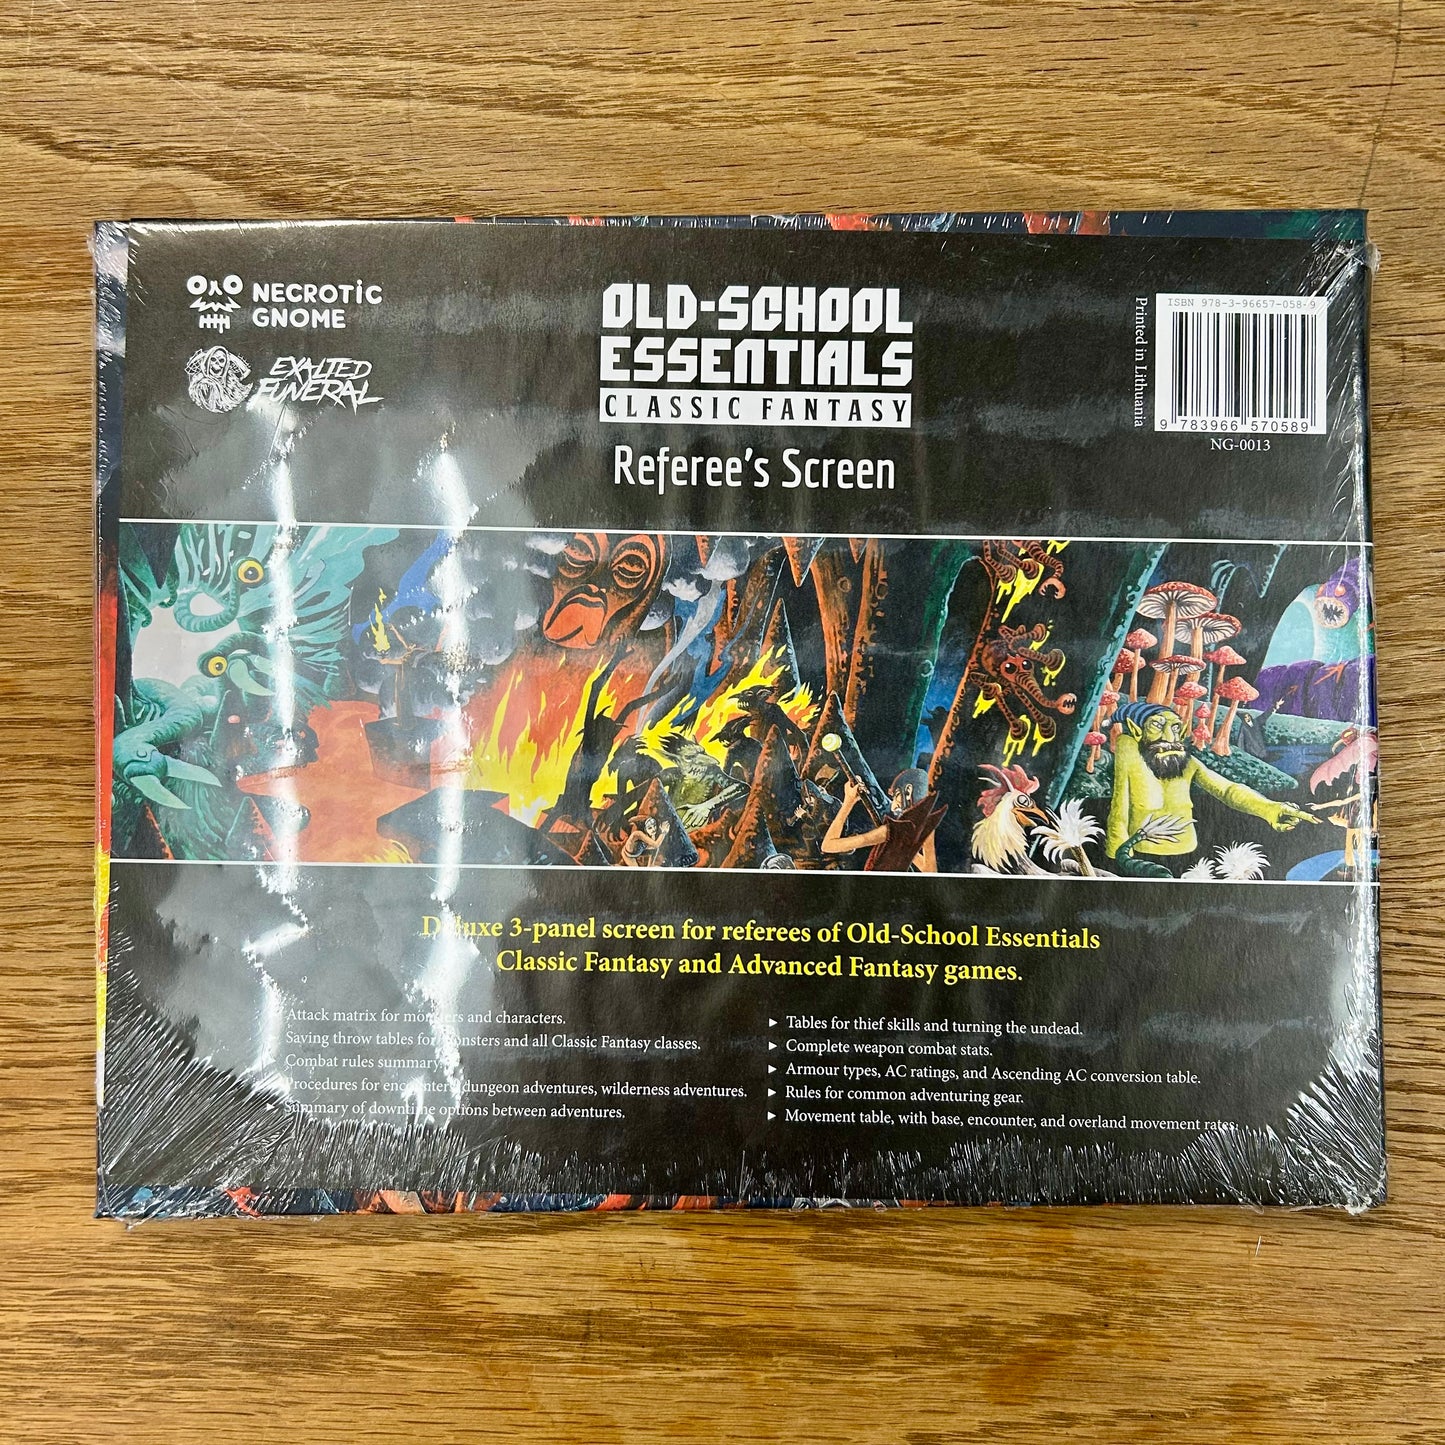 NECROTIC
GNOME
EXALTED
FUNERAL
OLD-SCHOOL
ESSENTIALS
CLASSIC FANTASY
Referee's Screen
ISBN 978-3-96657-058-9
Printed in Lithuania
9 783966 570589
NG-0013
Deluxe 3-panel screen for referees of Old-School Essentials
Classic Fantasy and Advanced Fantasy games.
Attack matrix for monsters and characters.
Saving throw tables for monsters and all Classic Fantasy classes.
Combat rules summary.
Procedures for encounters, dungeon adventures, wilderness adventures.
► Summary of downtime options between adventures.
► Tables for thief skills and turning the undead.
► Complete weapon combat stats.
► Armour types, AC ratings, and Ascending AC conversion table.
► Rules for common adventuring gear.
► Movement table, with base, encounter, and overland movement rates.